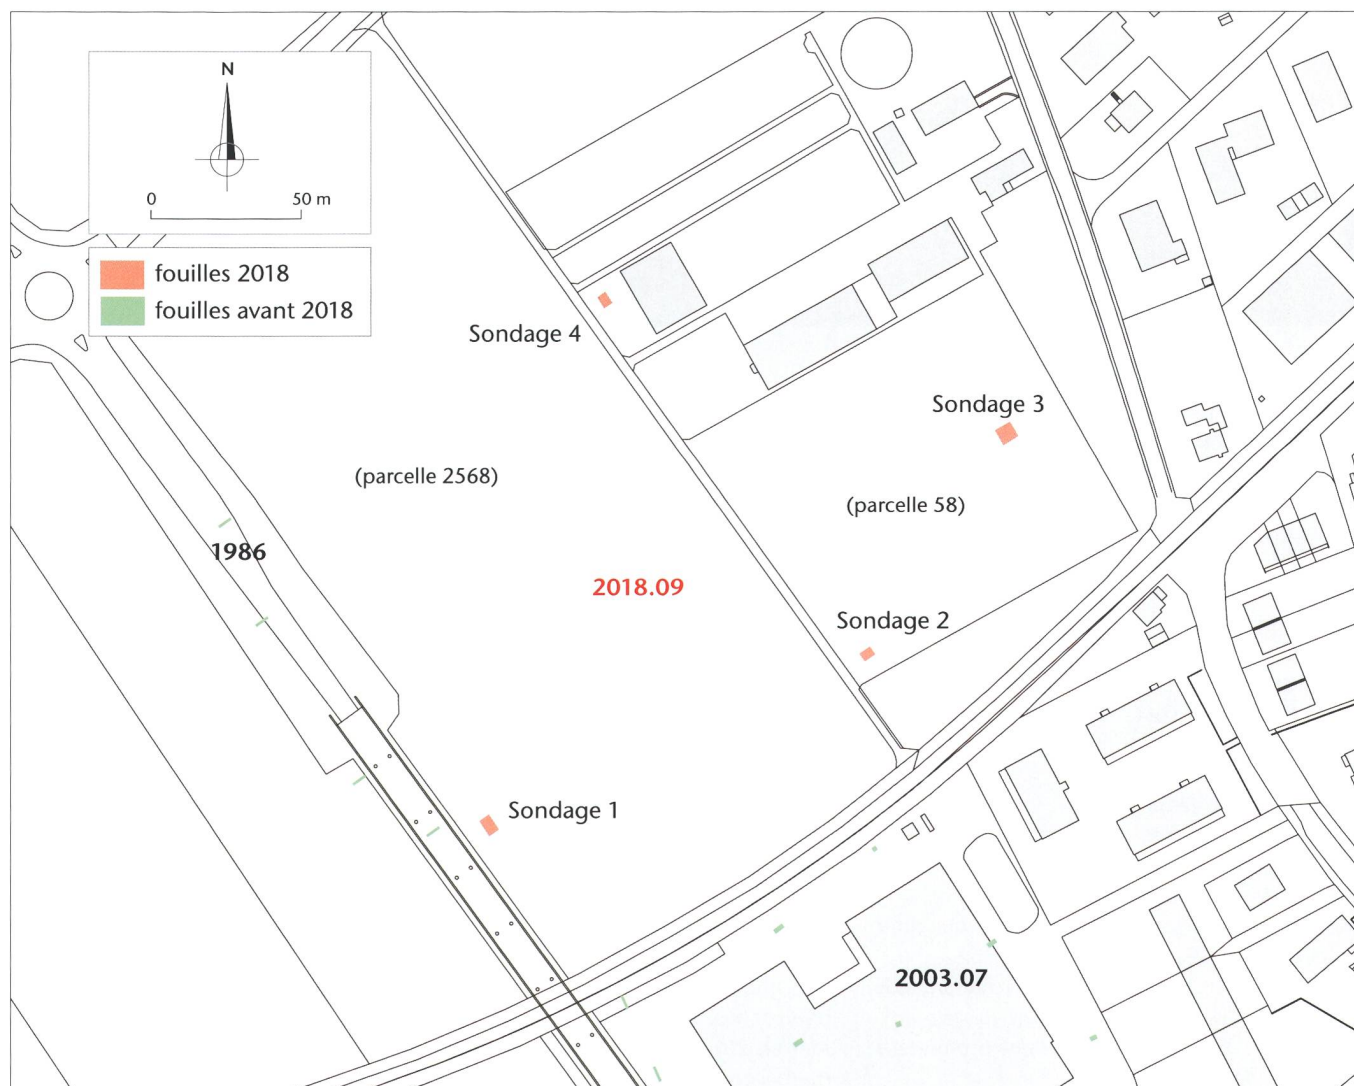 N
0 50 m
fouilles 2018
fouilles avant 2018
Sondage 4
Sondage 3
(parcelle 2568)
(parcelle 58)
1986
2018.09
Sondage 2
Sondage 1
2003.07